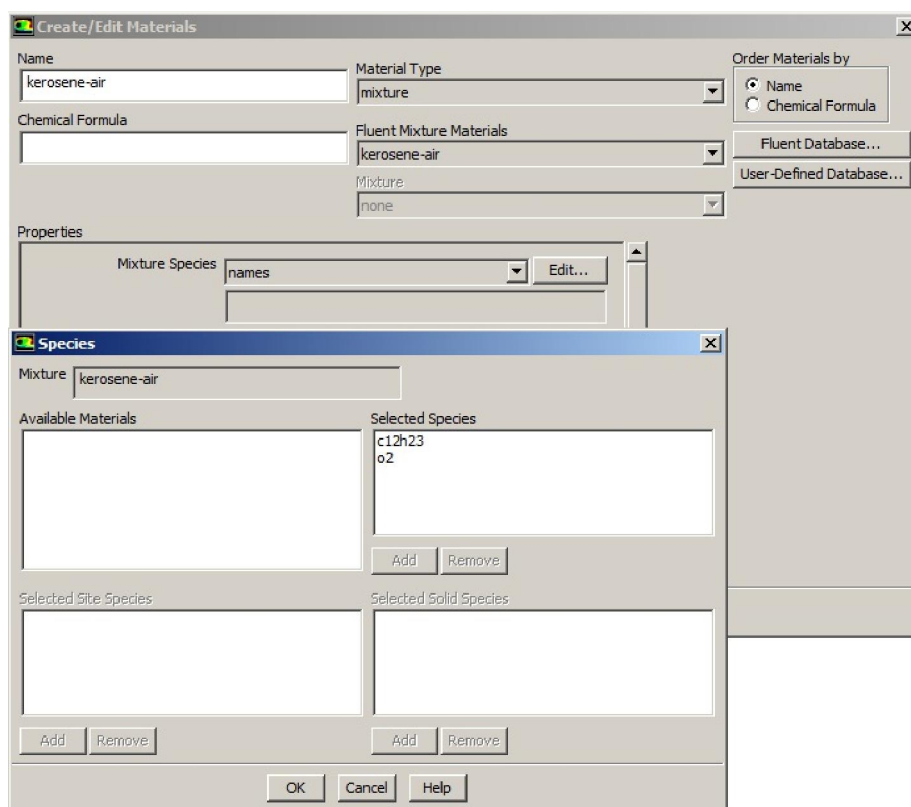 Create/Edit Materials
Name
kerosene-air
Chemical Formula
Material Type
mixture
Fluent Mixture Materials
kerosene-air
Mixture
none
Order Materials by
Name
Chemical Formula
Fluent Database...
User-Defined Database...
Properties
Mixture Species names Edit...
Species
Mixture kerosene-air
Available Materials
Selected Species
c12h23
o2
Add Remove
Selected Site Species
Selected Solid Species
Add Remove
Add Remove
OK Cancel Help